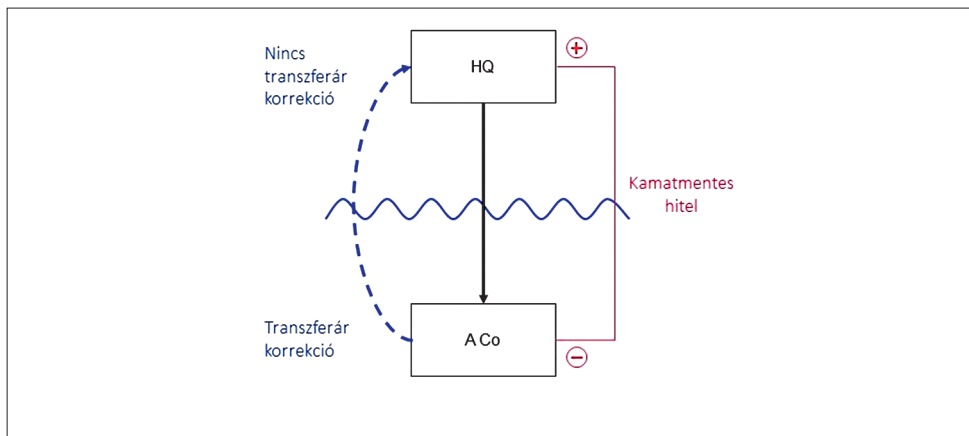 Nincs
transzferár
korrekció
HQ
+
Kamatmentes
hitel
Transzferár
korrekció
A Co
−